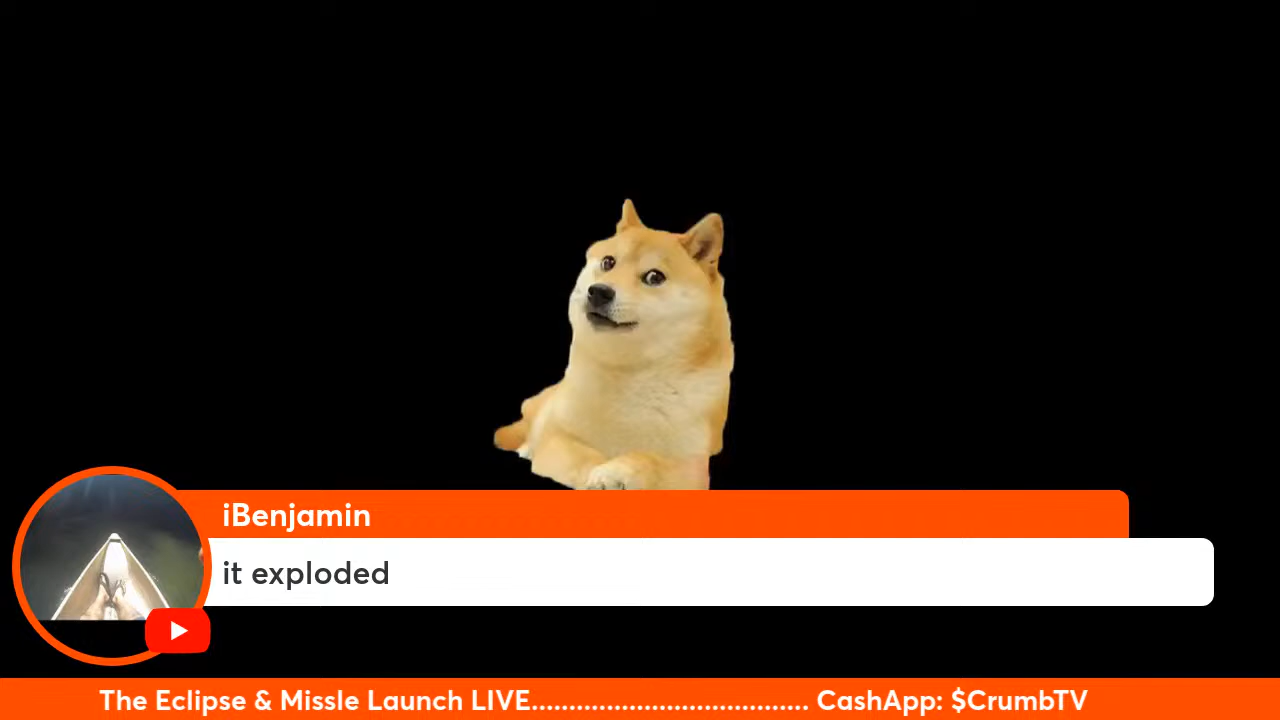 iBenjamin
it exploded
The Eclipse & Missle Launch LIVE..................................... CashApp: $CrumbTV